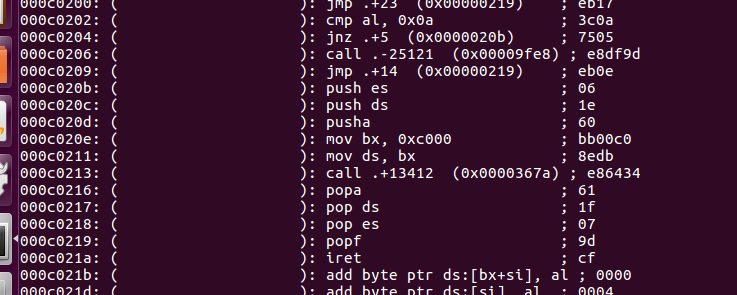 000c0200: (                    ): jmp .+23  (0x00000219)    ; eb17
000c0202: (                    ): cmp al, 0x0a              ; 3c0a
000c0204: (                    ): jnz .+5  (0x0000020b)     ; 7505
000c0206: (                    ): call .-25121  (0x00009fe8) ; e8df9d
000c0209: (                    ): jmp .+14  (0x00000219)    ; eb0e
000c020b: (                    ): push es                   ; 06
000c020c: (                    ): push ds                   ; 1e
000c020d: (                    ): pusha                     ; 60
000c020e: (                    ): mov bx, 0xc000            ; bb00c0
000c0211: (                    ): mov ds, bx                ; 8edb
000c0213: (                    ): call .+13412  (0x0000367a) ; e86434
000c0216: (                    ): popa                      ; 61
000c0217: (                    ): pop ds                    ; 1f
000c0218: (                    ): pop es                    ; 07
000c0219: (                    ): popf                      ; 9d
000c021a: (                    ): iret                      ; cf
000c021b: (                    ): add byte ptr ds:[bx+si], al ; 0000
000c021d: (                    ): add byte ptr ds:[si], al  ; 0004